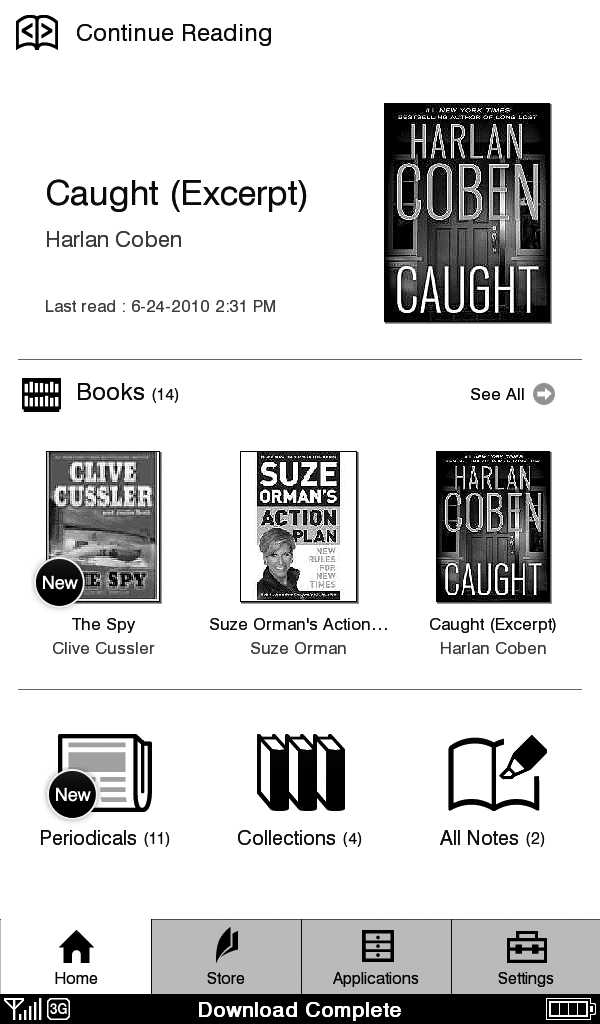 Continue Reading
#1 NEW YORK TIMES
BESTSELLING AUTHOR OF LONG LOST
HARLAN
COBEN
CAUGHT
Caught (Excerpt)
Harlan Coben
Last read : 6-24-2010 2:31 PM
Books (14)
See All
CLIVE
CUSSLER
THE SPY
New
SUZE
ORMAN'S
ACTION
PLAN
NEW
RULES
FOR
NEW
TIMES
HARLAN
COBEN
CAUGHT
The Spy
Clive Cussler
Suze Orman's Action...
Suze Orman
Caught (Excerpt)
Harlan Coben
New
Periodicals (11)
Collections (4)
All Notes (2)
Home
Store
Applications
Settings
3G
Download Complete